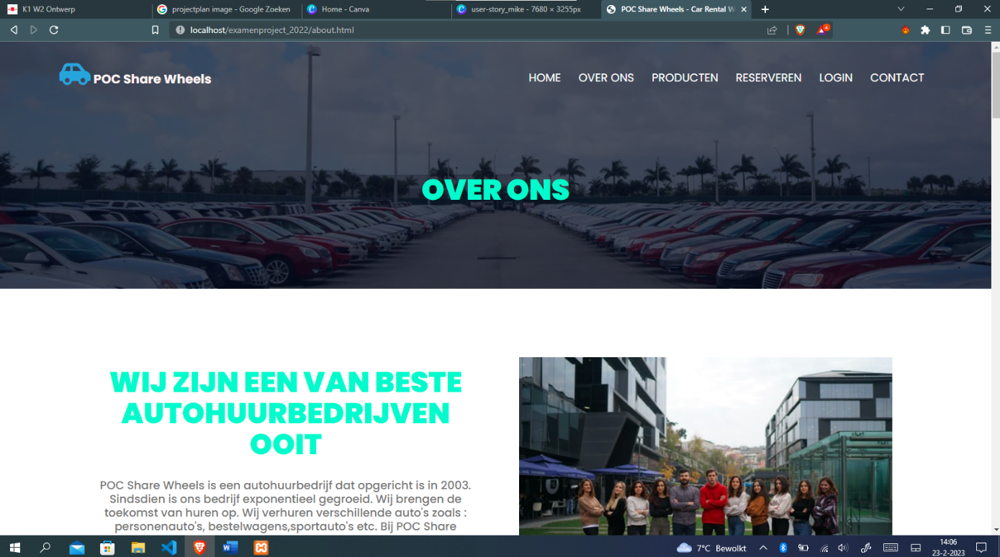 K1 W2 Ontwerp
projectplan image - Google Zoeken
Home - Canva
user-story_mike - 7680 × 3255px
POC Share Wheels - Car Rental W
localhost/examenproject_2022/about.html
4
POC Share Wheels
HOME OVER ONS PRODUCTEN RESERVEREN LOGIN CONTACT
OVER ONS
WIJ ZIJN EEN VAN BESTE
AUTOHUURBEDRIJVEN
OOIT
POC Share Wheels is een autohuurbedrijf dat opgericht is in 2003.
Sindsdien is ons bedrijf exponentieel gegroeid. Wij brengen de
toekomst van huren op. Wij verhuren verschillende auto's zoals :
personenauto's, bestelwagens,sportauto's etc. Bij POC Share
7°C Bewolkt
14:06
23-2-2023